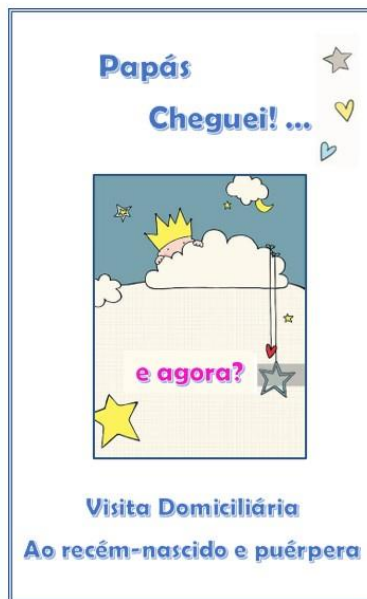 Papás
Cheguei! ...
e agora?
Visita Domiciliária
Ao recém-nascido e puérpera